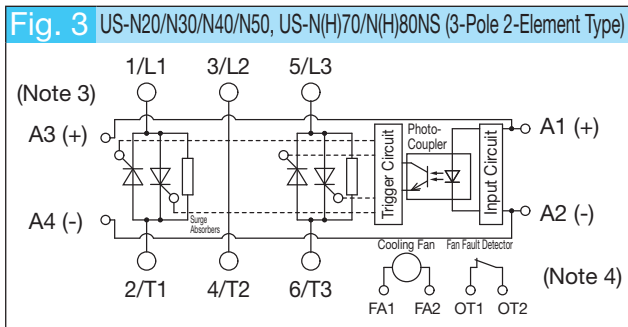 Fig. 3 US-N20/N30/N40/N50, US-N(H)70/N(H)80NS (3-Pole 2-Element Type)
1/L1 3/L2 5/L3
(Note 3)
A3 (+)
A4 (-)
Surge
Absorbers
Trigger Circuit
Photo-
Coupler
Input Circuit
A1 (+)
A2 (-)
2/T1 4/T2 6/T3
Cooling Fan Fan Fault Detector
(Note 4)
FA1 FA2 OT1 OT2